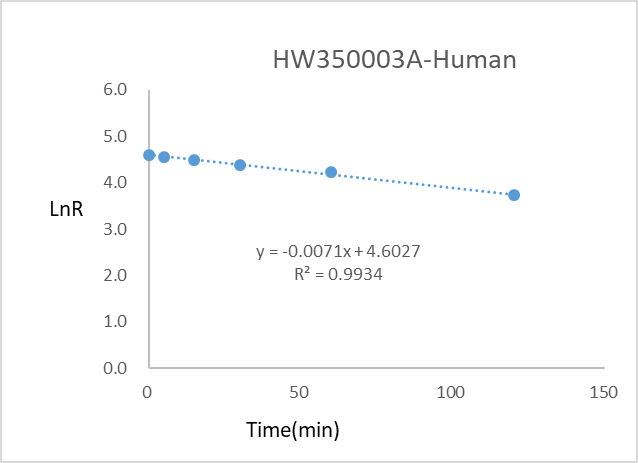 HW350003A-Human
6.0
5.0
4.0
3.0
2.0
1.0
0.0
LnR
y = -0.0071x + 4.6027
R² = 0.9934
0 50 100 150
Time(min)